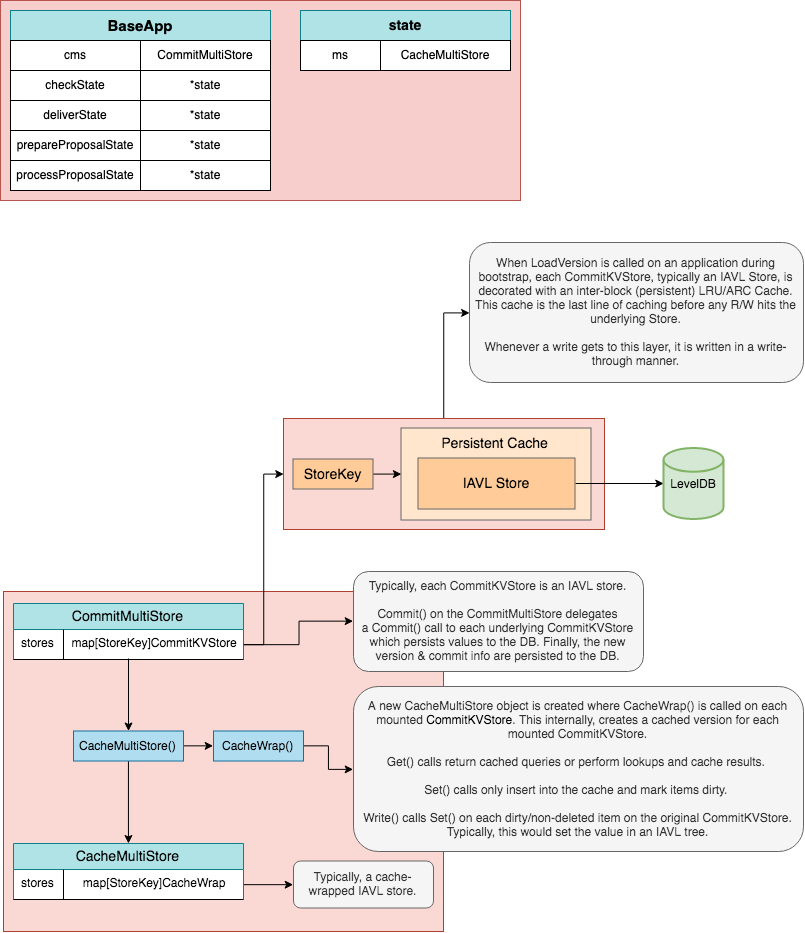 BaseApp
cms CommitMultiStore
checkState *state
deliverState *state
prepareProposalState *state
processProposalState *state
state
ms CacheMultiStore
When LoadVersion is called on an application during
bootstrap, each CommitKVStore, typically an IAVL Store, is
decorated with an inter-block (persistent) LRU/ARC Cache.
This cache is the last line of caching before any R/W hits the
underlying Store.
Whenever a write gets to this layer, it is written in a write-
through manner.
StoreKey
Persistent Cache
IAVL Store
LevelDB
CommitMultiStore
stores map[StoreKey]CommitKVStore
Typically, each CommitKVStore is an IAVL store.
Commit() on the CommitMultiStore delegates
a Commit() call to each underlying CommitKVStore
which persists values to the DB. Finally, the new
version & commit info are persisted to the DB.
CacheMultiStore()
CacheWrap()
A new CacheMultiStore object is created where CacheWrap() is called on each
mounted CommitKVStore. This internally, creates a cached version for each
mounted CommitKVStore.
Get() calls return cached queries or perform lookups and cache results.
Set() calls only insert into the cache and mark items dirty.
Write() calls Set() on each dirty/non-deleted item on the original CommitKVStore.
Typically, this would set the value in an IAVL tree.
CacheMultiStore
stores map[StoreKey]CacheWrap
Typically, a cache-
wrapped IAVL store.